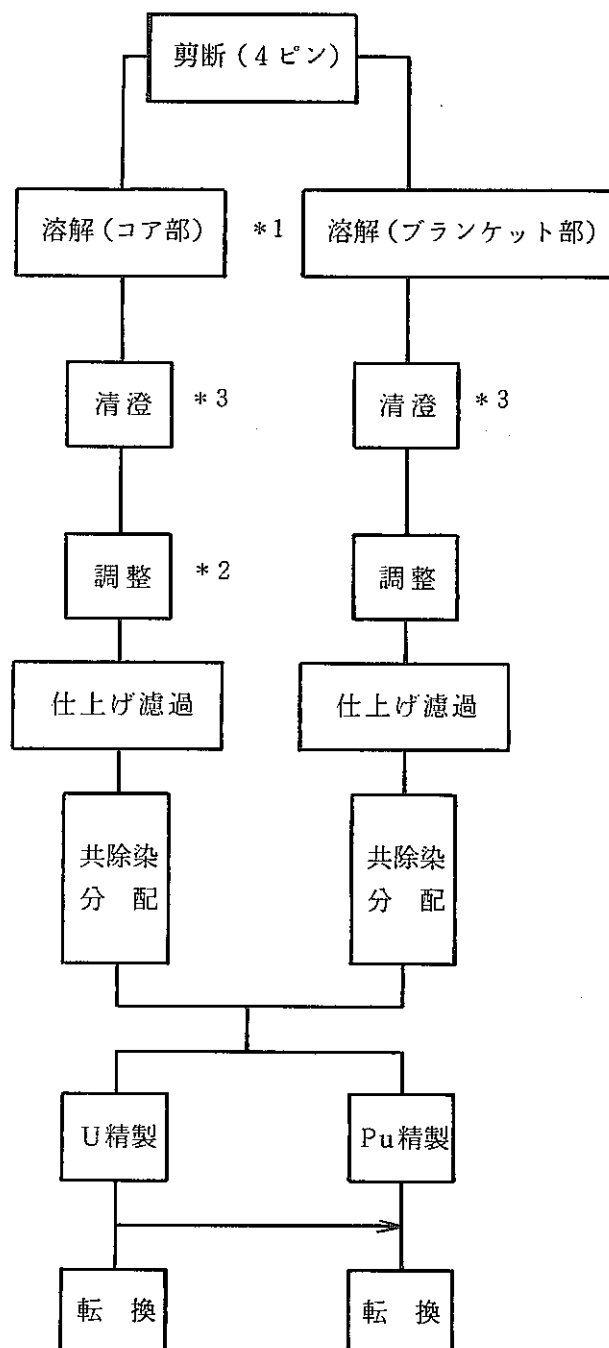 剪断(4ピン)
溶解(コア部) *1 溶解(ブランケット部)
清澄 *3 清澄 *3
調整 *2 調整
仕上げ濾過 仕上げ濾過
共除染 共除染
分配 分配
U精製 Pu精製
転換 転換